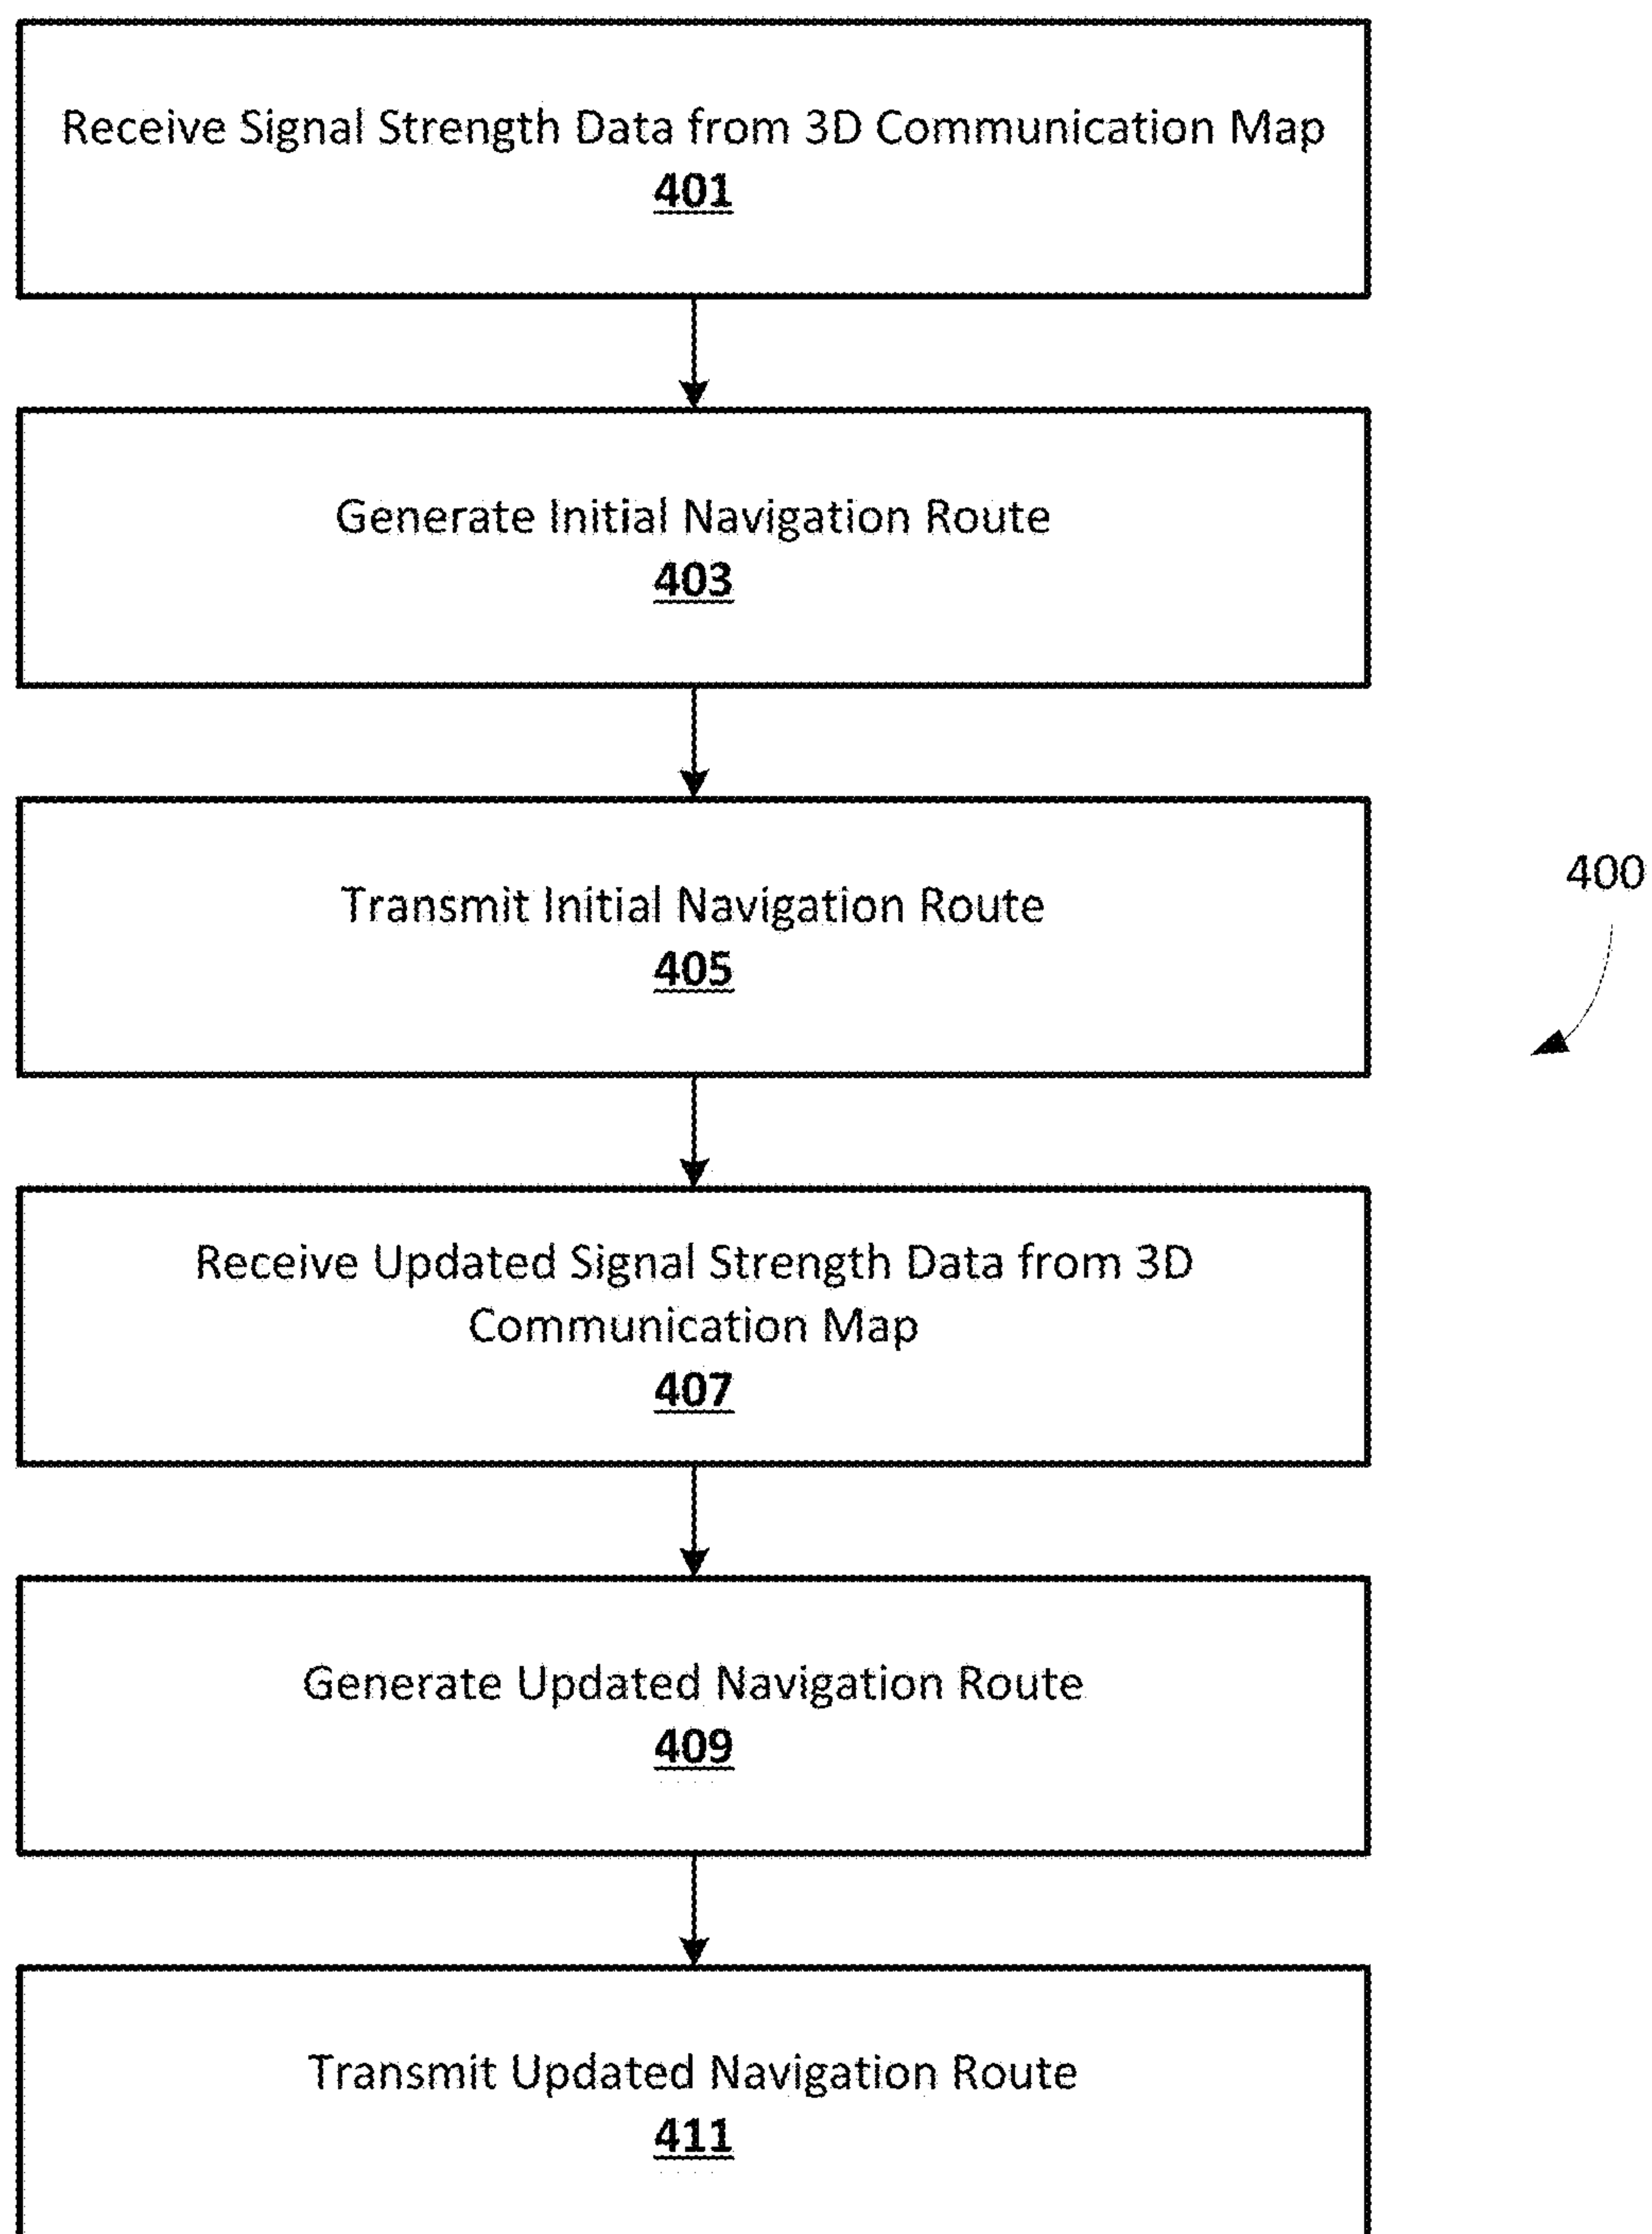 Receive Signal Strength Data from 3D Communication Map
401
Generate Initial Navigation Route
403
Transmit Initial Navigation Route
405
400
Receive Updated Signal Strength Data from 3D
Communication Map
407
Generate Updated Navigation Route
409
Transmit Updated Navigation Route
411